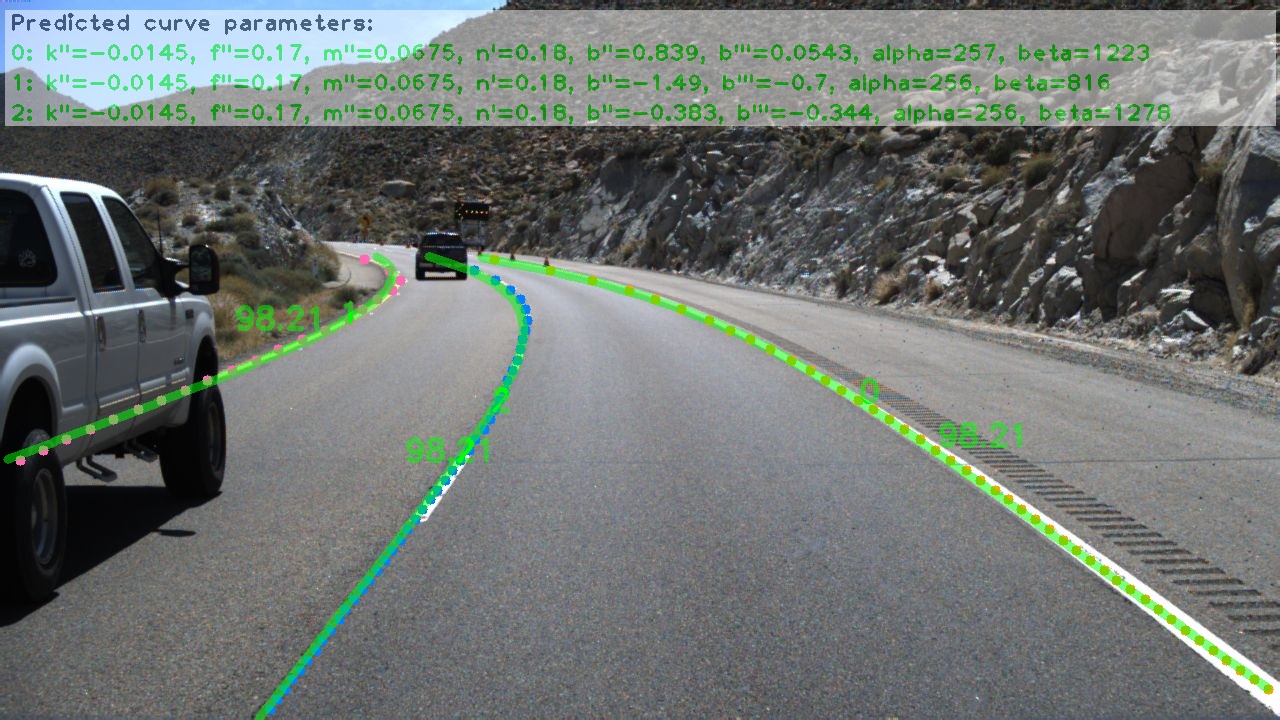 Predicted curve parameters:
0: k''=-0.0145, f''=0.17, m''=0.0675, n'=0.18, b''=0.839, b'''=0.0543, alpha=257, beta=1223
1: k''=-0.0145, f''=0.17, m''=0.0675, n'=0.18, b''=-1.49, b'''=-0.7, alpha=256, beta=816
2: k''=-0.0145, f''=0.17, m''=0.0675, n'=0.18, b''=-0.383, b'''=-0.344, alpha=256, beta=1278
98.21 1
0
2
98.21
98.21